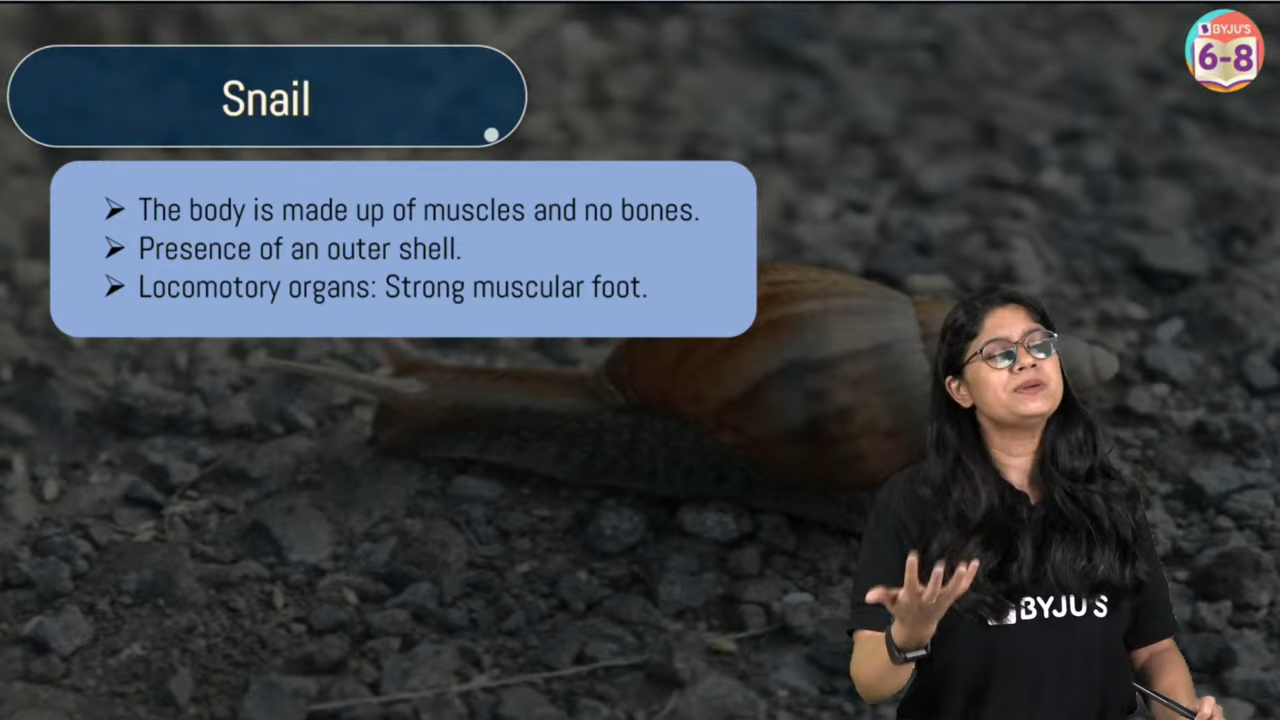 BYJU'S
6-8
Snail
➤ The body is made up of muscles and no bones.
➤ Presence of an outer shell.
➤ Locomotory organs: Strong muscular foot.
BYJU'S